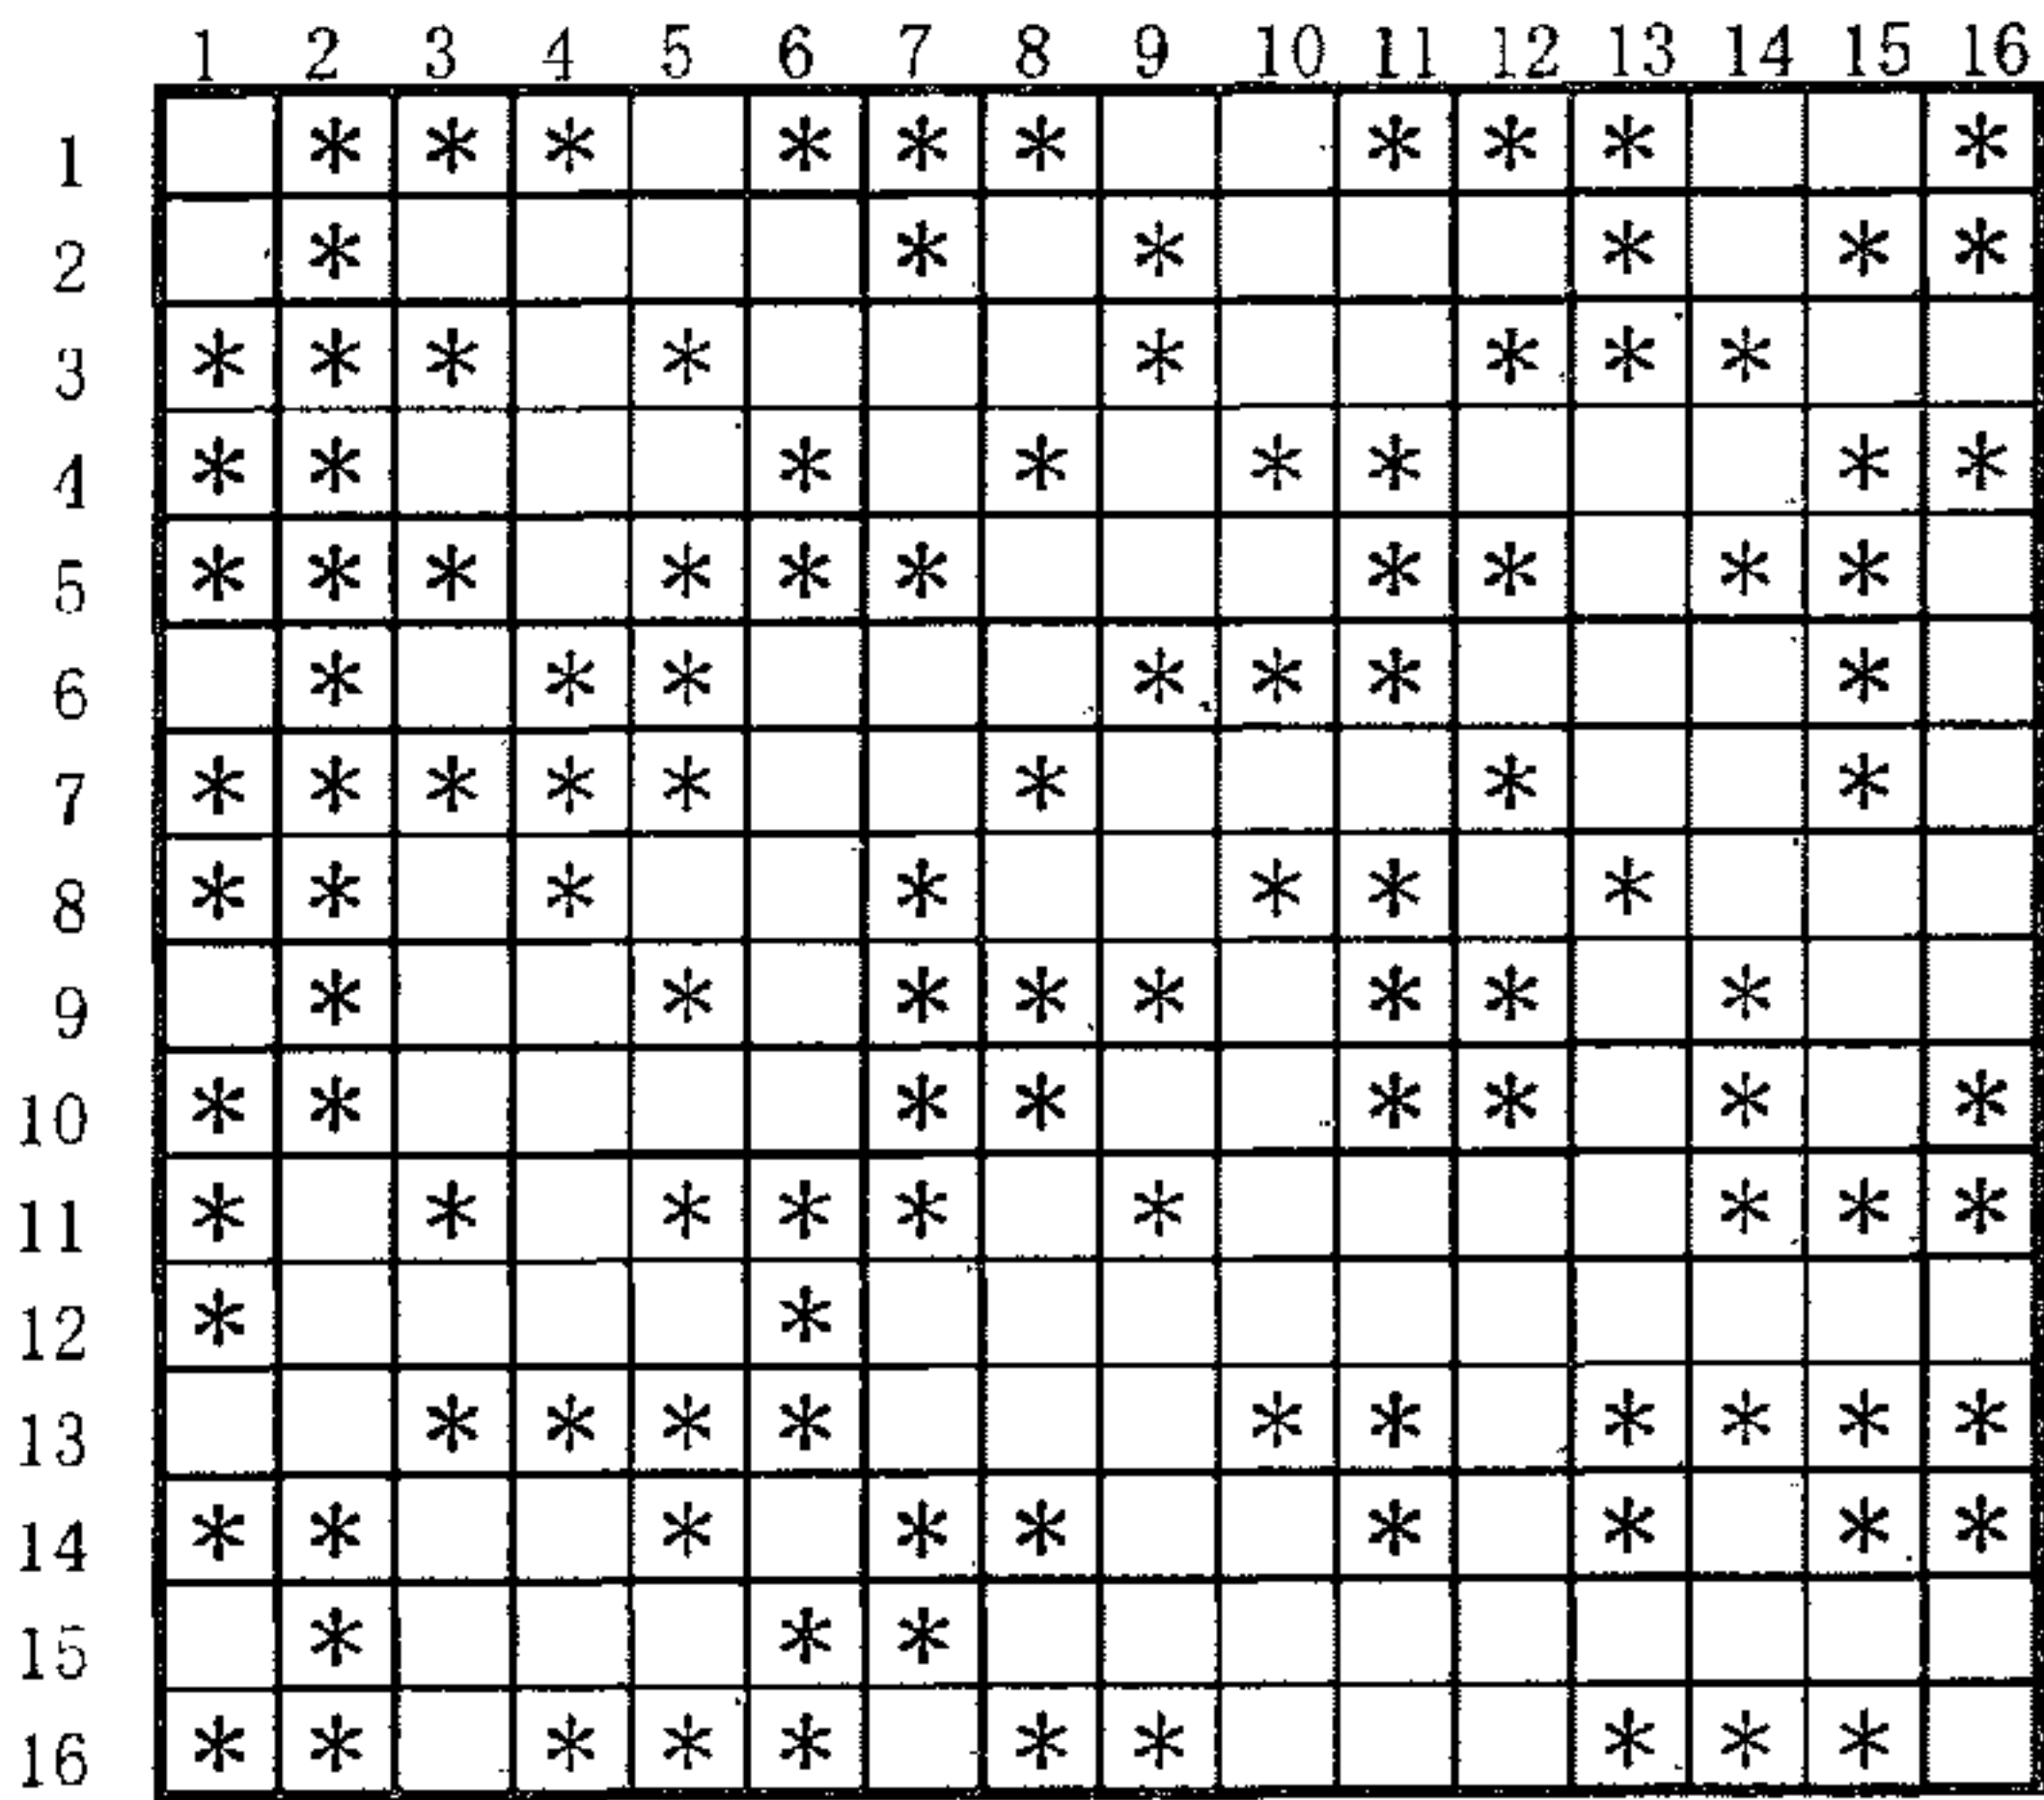 1 2 3 4 5 6 7 8 9 10 11 12 13 14 15 16
1 * * * * * * * * * *
2 * * * * * *
3 * * * * * * * *
4 * * * * * * * *
5 * * * * * * * * * *
6 * * * * * * *
7 * * * * * * * *
8 * * * * * * *
9 * * * * * * * *
10 * * * * * * * *
11 * * * * * * * * *
12 * *
13 * * * * * * * * * *
14 * * * * * * * * *
15 * * *
16 * * * * * * * * * *